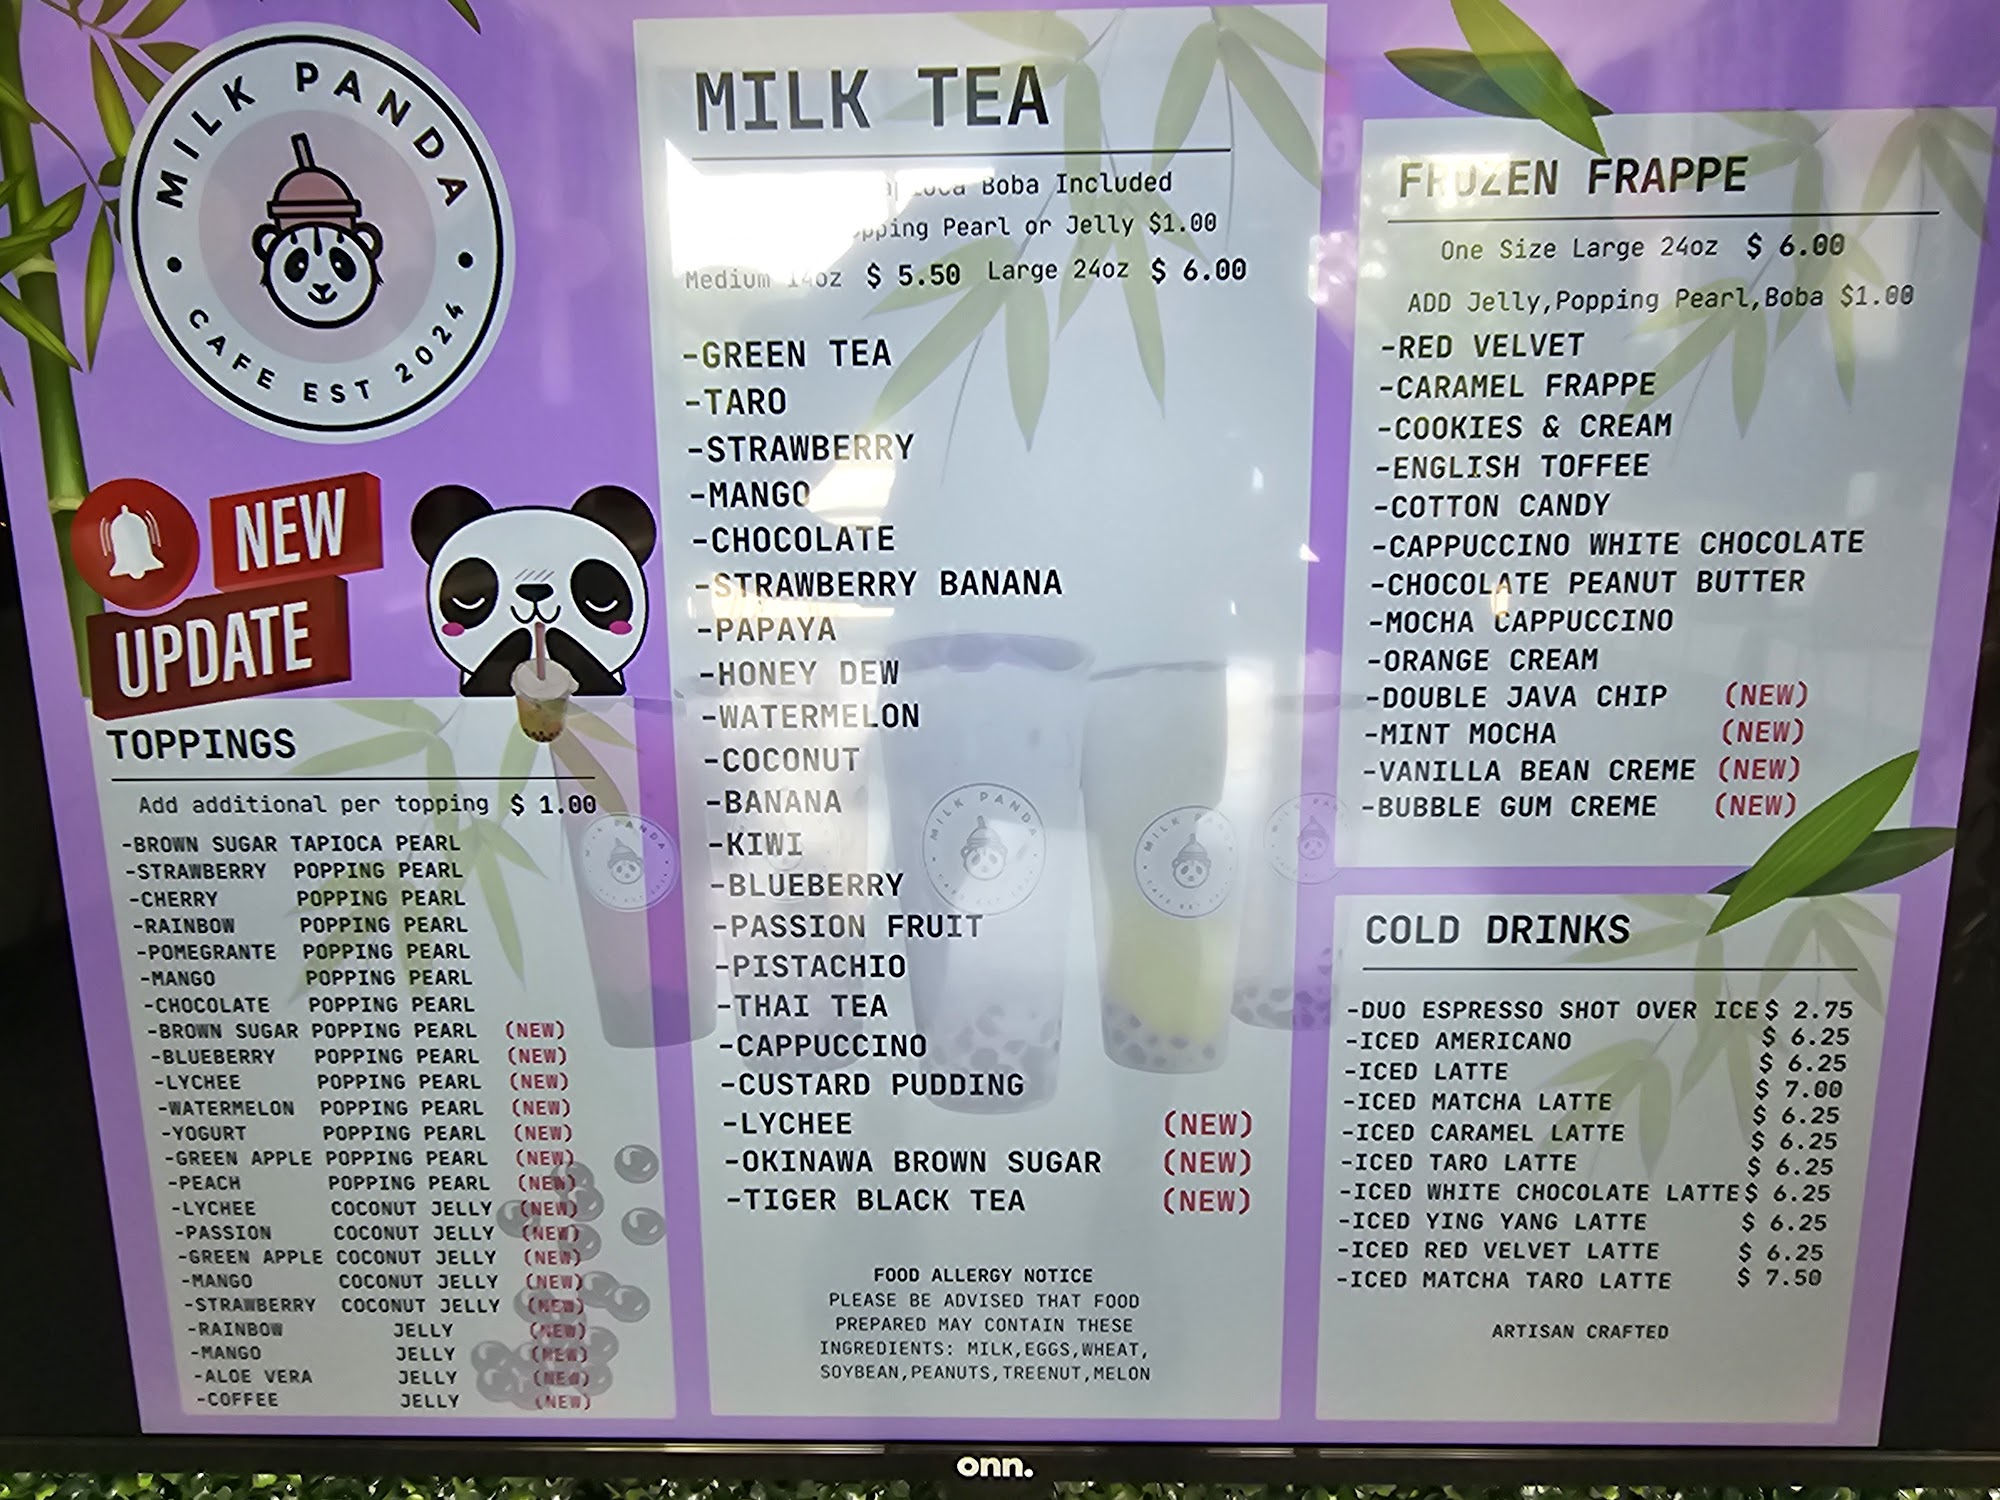 MILK PANDA
CAFE EST 2024
NEW
UPDATE
TOPPINGS
Add additional per topping $ 1.00
-BROWN SUGAR TAPIOCA PEARL
-STRAWBERRY POPPING PEARL
-CHERRY POPPING PEARL
-RAINBOW POPPING PEARL
-POMEGRANTE POPPING PEARL
-MANGO POPPING PEARL
-CHOCOLATE POPPING PEARL
-BROWN SUGAR POPPING PEARL (NEW)
-BLUEBERRY POPPING PEARL (NEW)
-LYCHEE POPPING PEARL (NEW)
-WATERMELON POPPING PEARL (NEW)
-YOGURT POPPING PEARL (NEW)
-GREEN APPLE POPPING PEARL (NEW)
-PEACH POPPING PEARL (NEW)
-LYCHEE COCONUT JELLY (NEW)
-PASSION COCONUT JELLY (NEW)
-GREEN APPLE COCONUT JELLY (NEW)
-MANGO COCONUT JELLY (NEW)
-STRAWBERRY COCONUT JELLY (NEW)
-RAINBOW JELLY (NEW)
-MANGO JELLY (NEW)
-ALOE VERA JELLY (NEW)
-COFFEE JELLY (NEW)
MILK TEA
Boba Included
Pearl or Jelly $1.00
Medium 14oz $ 5.50 Large 24oz $ 6.00
-GREEN TEA
-TARO
-STRAWBERRY
-MANGO
-CHOCOLATE
-STRAWBERRY BANANA
-PAPAYA
-HONEY DEW
-WATERMELON
-COCONUT
-BANANA
-KIWI
-BLUEBERRY
-PASSION FRUIT
-PISTACHIO
-THAI TEA
-CAPPUCCINO
-CUSTARD PUDDING
-LYCHEE (NEW)
-OKINAWA BROWN SUGAR (NEW)
-TIGER BLACK TEA (NEW)
FOOD ALLERGY NOTICE
PLEASE BE ADVISED THAT FOOD
PREPARED MAY CONTAIN THESE
INGREDIENTS: MILK,EGGS,WHEAT,
SOYBEAN,PEANUTS,TREENUT,MELON
FROZEN FRAPPE
One Size Large 24oz $ 6.00
ADD Jelly,Popping Pearl,Boba $1.00
-RED VELVET
-CARAMEL FRAPPE
-COOKIES & CREAM
-ENGLISH TOFFEE
-COTTON CANDY
-CAPPUCCINO WHITE CHOCOLATE
-CHOCOLATE PEANUT BUTTER
-MOCHA CAPPUCCINO
-ORANGE CREAM
-DOUBLE JAVA CHIP (NEW)
-MINT MOCHA (NEW)
-VANILLA BEAN CREME (NEW)
-BUBBLE GUM CREME (NEW)
COLD DRINKS
-DUO ESPRESSO SHOT OVER ICE $ 2.75
-ICED AMERICANO $ 6.25
-ICED LATTE $ 6.25
-ICED MATCHA LATTE $ 7.00
-ICED CARAMEL LATTE $ 6.25
-ICED TARO LATTE $ 6.25
-ICED WHITE CHOCOLATE LATTE $ 6.25
$ 6.25
-ICED YING YANG LATTE $ 6.25
-ICED RED VELVET LATTE $ 6.25
-ICED MATCHA TARO LATTE $ 7.50
ARTISAN CRAFTED
onn.